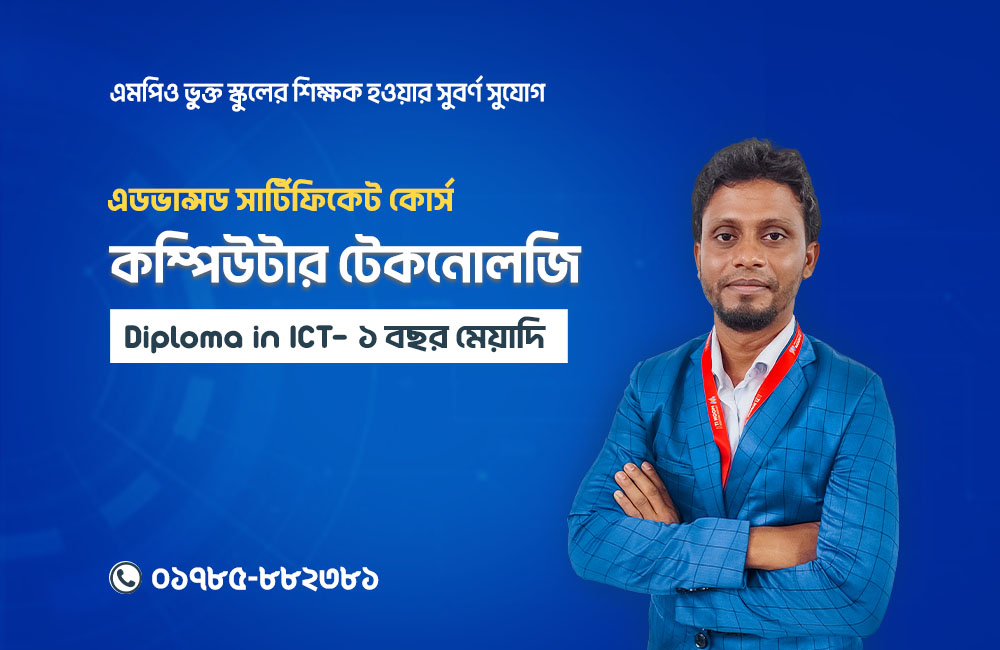 এমপিও ভুক্ত স্কুলের শিক্ষক হওয়ার সুবর্ণ সুযোগ
এডভান্সড সার্টিফিকেট কোর্স
কম্পিউটার টেকনোলজি
Diploma in ICT- ১ বছর মেয়াদি
০১৭৮৫-৮৮২৩৮১